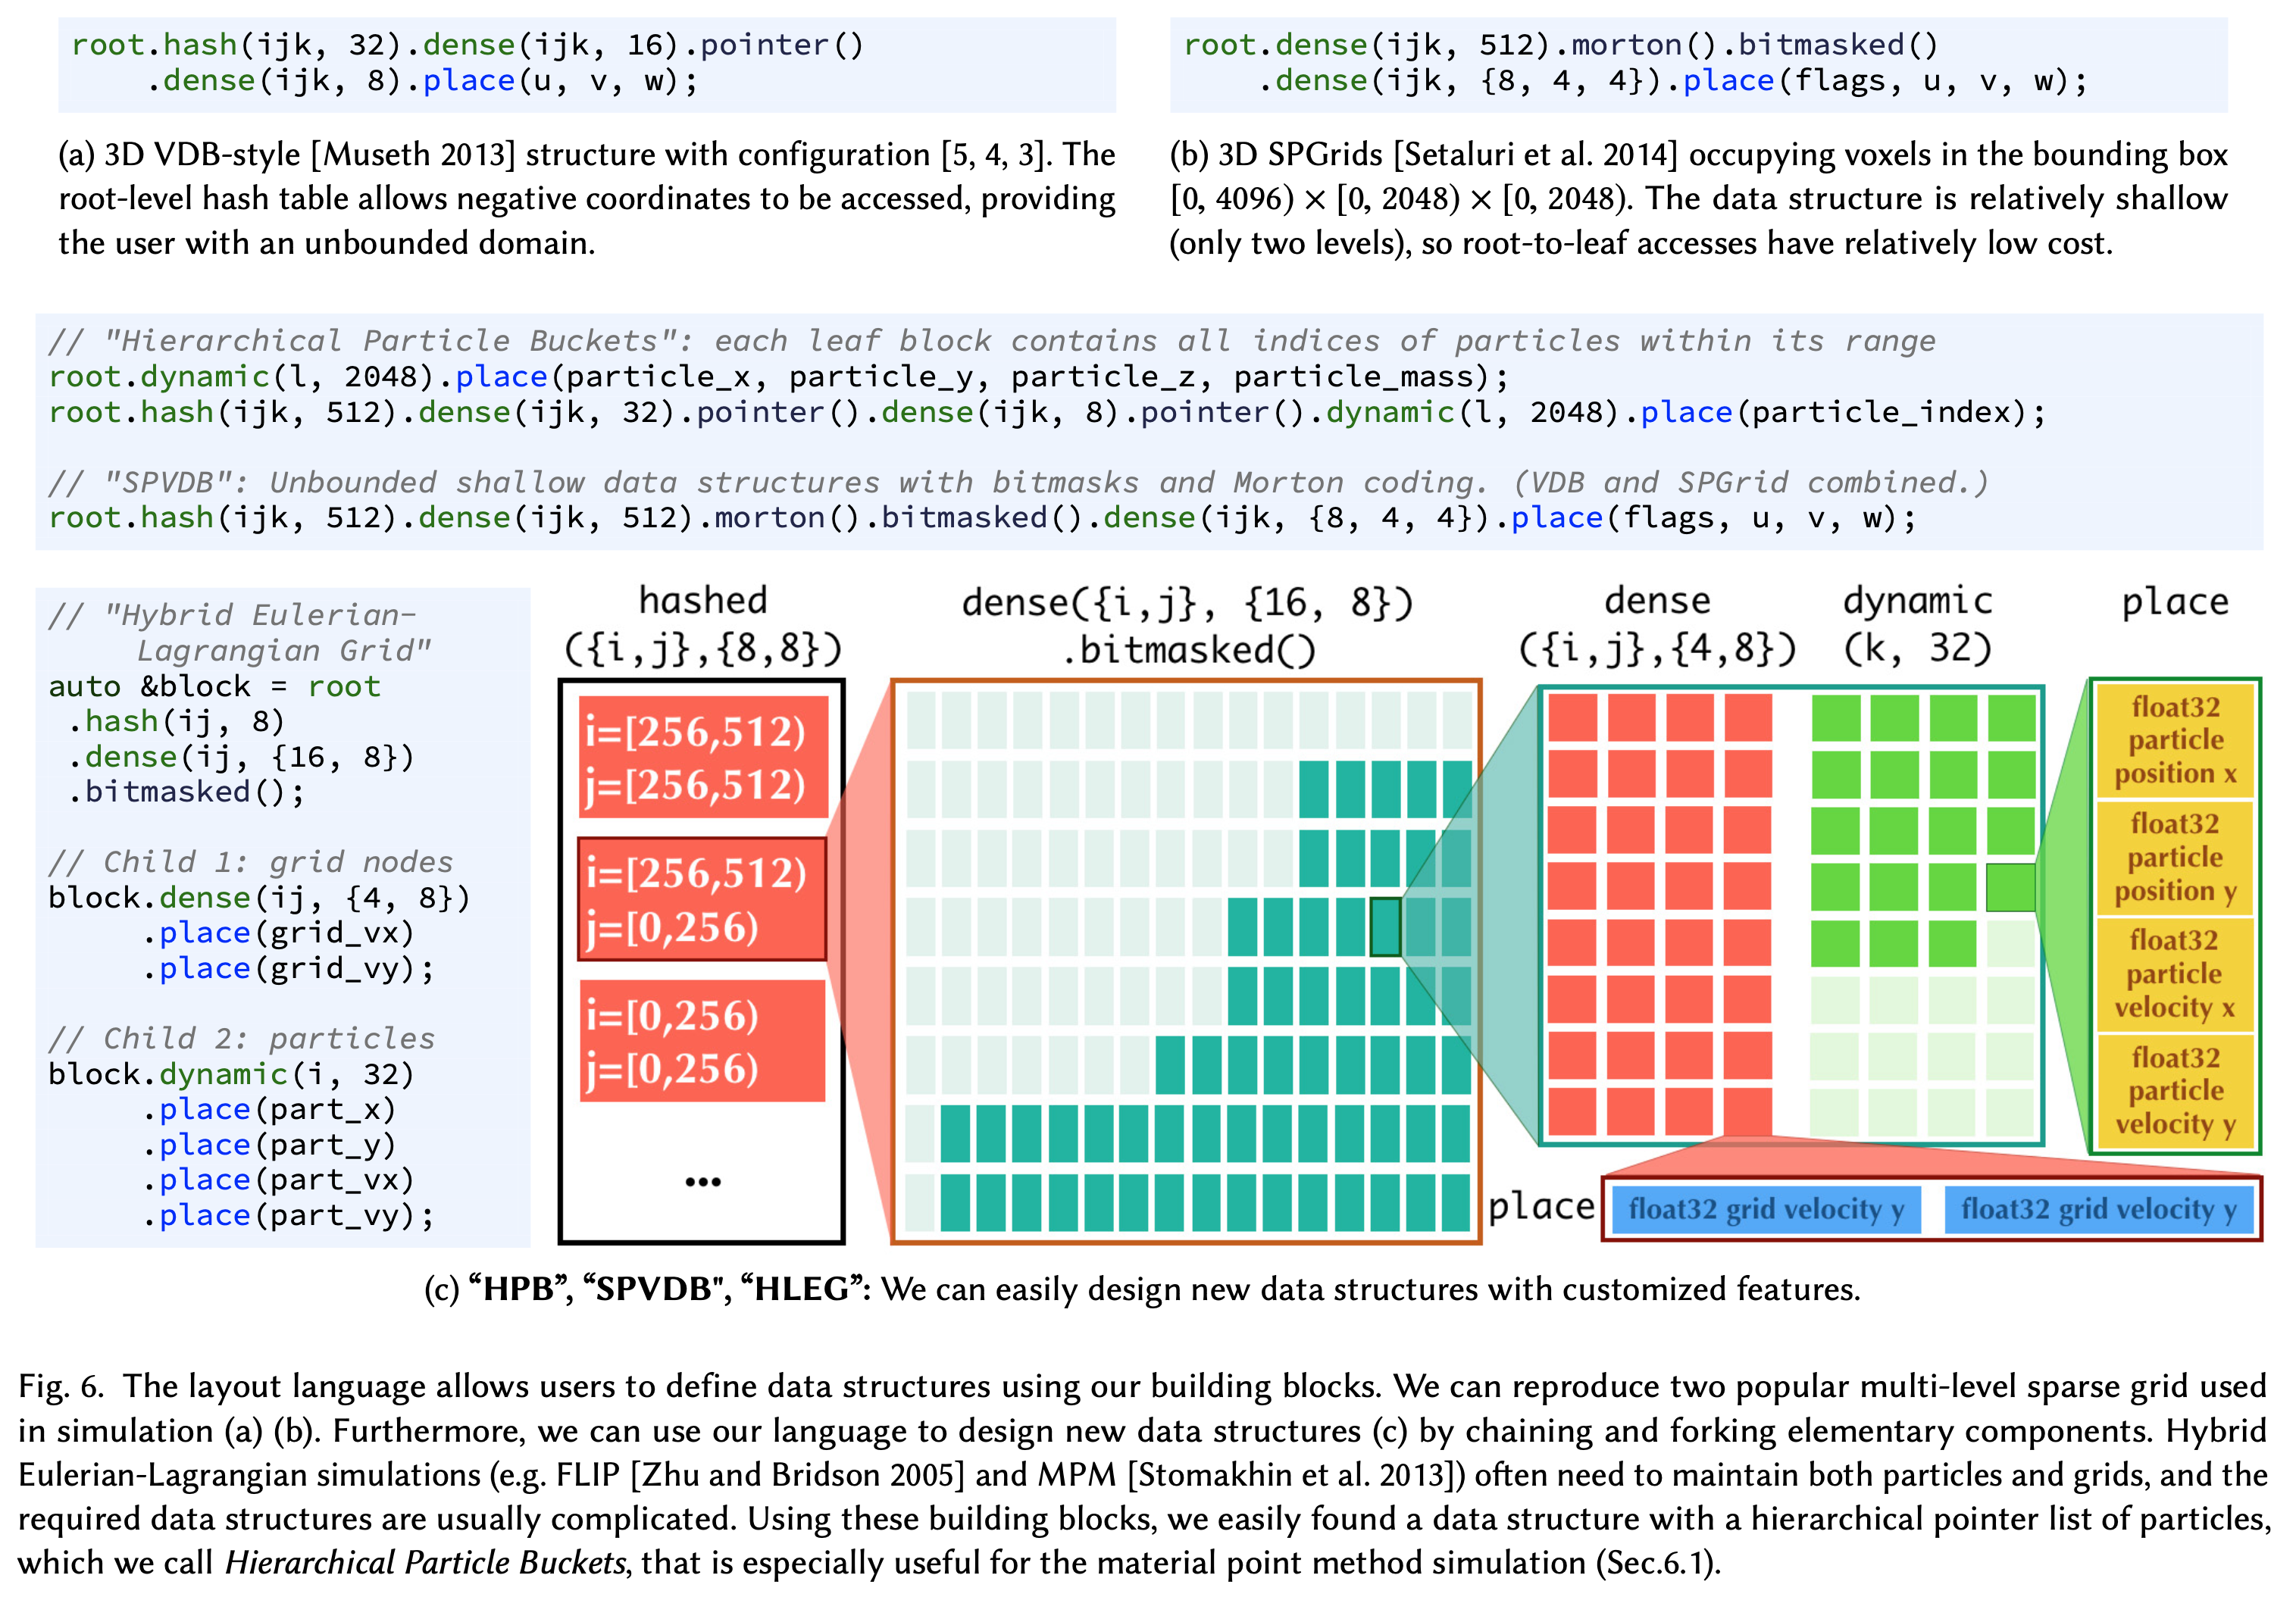 root.hash(ijk, 32).dense(ijk, 16).pointer()
    .dense(ijk, 8).place(u, v, w);
(a) 3D VDB-style [Museth 2013] structure with configuration [5, 4, 3]. The
root-level hash table allows negative coordinates to be accessed, providing
the user with an unbounded domain.
root.dense(ijk, 512).morton().bitmasked()
    .dense(ijk, {8, 4, 4}).place(flags, u, v, w);
(b) 3D SPGrids [Setaluri et al. 2014] occupying voxels in the bounding box
[0, 4096) × [0, 2048) × [0, 2048). The data structure is relatively shallow
(only two levels), so root-to-leaf accesses have relatively low cost.
// "Hierarchical Particle Buckets": each leaf block contains all indices of particles within its range
root.dynamic(l, 2048).place(particle_x, particle_y, particle_z, particle_mass);
root.hash(ijk, 512).dense(ijk, 32).pointer().dense(ijk, 8).pointer().dynamic(l, 2048).place(particle_index);
// "SPVDB": Unbounded shallow data structures with bitmasks and Morton coding. (VDB and SPGrid combined.)
root.hash(ijk, 512).dense(ijk, 512).morton().bitmasked().dense(ijk, {8, 4, 4}).place(flags, u, v, w);
// "Hybrid Eulerian-
     Lagrangian Grid"
auto &block = root
 .hash(ij, 8)
 .dense(ij, {16, 8})
 .bitmasked();
// Child 1: grid nodes
block.dense(ij, {4, 8})
     .place(grid_vx)
     .place(grid_vy);
// Child 2: particles
block.dynamic(i, 32)
     .place(part_x)
     .place(part_y)
     .place(part_vx)
     .place(part_vy);
hashed
({i,j},{8,8})
i=[256,512)
j=[256,512)
i=[256,512)
j=[0,256)
i=[0,256)
j=[0,256)
...
dense({i,j}, {16, 8})
.bitmasked()
dense
({i,j},{4,8})
dynamic
(k, 32)
place
float32
particle
position x
float32
particle
position y
float32
particle
velocity x
float32
particle
velocity y
place
float32 grid velocity y
float32 grid velocity y
(c) “HPB”, “SPVDB", “HLEG”: We can easily design new data structures with customized features.
Fig. 6. The layout language allows users to define data structures using our building blocks. We can reproduce two popular multi-level sparse grid used
in simulation (a) (b). Furthermore, we can use our language to design new data structures (c) by chaining and forking elementary components. Hybrid
Eulerian-Lagrangian simulations (e.g. FLIP [Zhu and Bridson 2005] and MPM [Stomakhin et al. 2013]) often need to maintain both particles and grids, and the
required data structures are usually complicated. Using these building blocks, we easily found a data structure with a hierarchical pointer list of particles,
which we call Hierarchical Particle Buckets, that is especially useful for the material point method simulation (Sec.6.1).